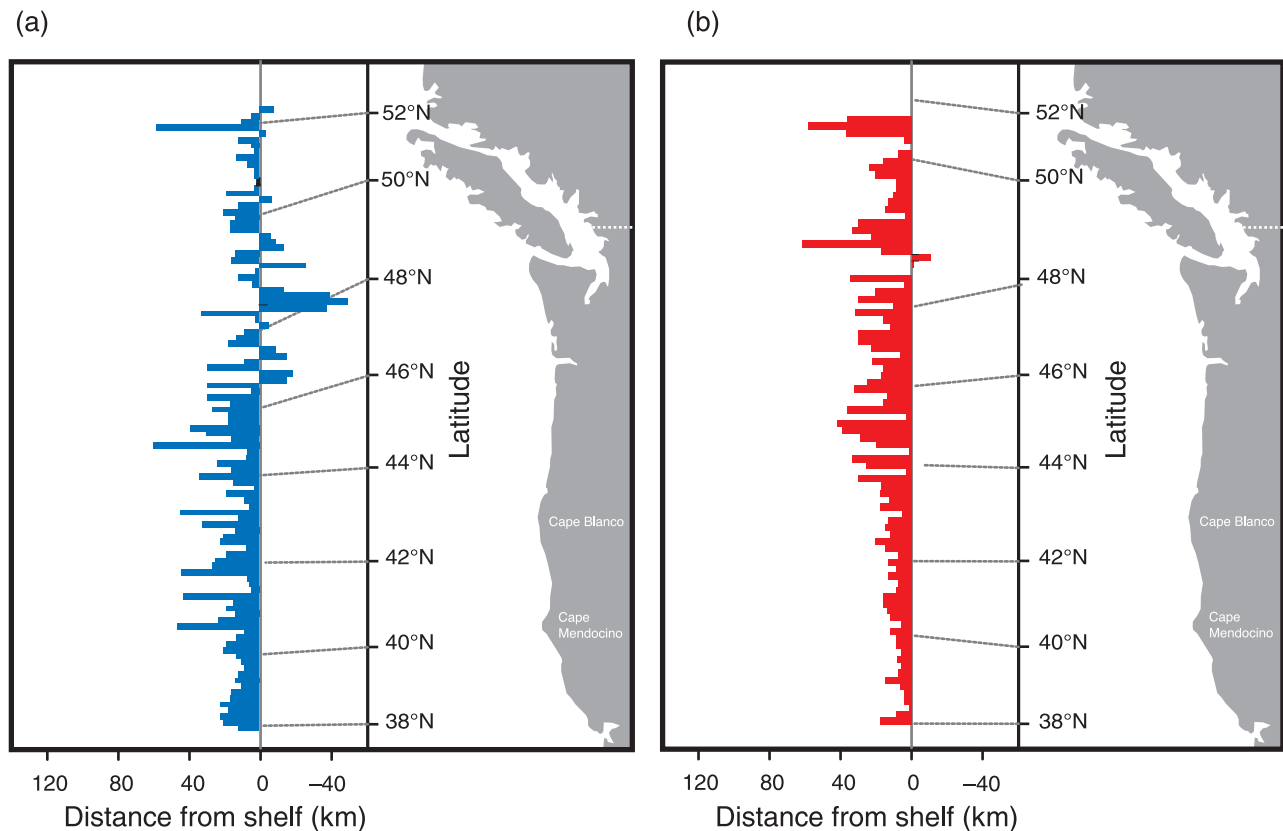 (a)
52°N
50°N
48°N
46°N
44°N
42°N
40°N
38°N
Latitude
Cape Blanco
Cape
Mendocino
120 80 40 0 –40
Distance from shelf (km)
(b)
52°N
50°N
48°N
46°N
44°N
42°N
40°N
38°N
Latitude
Cape Blanco
Cape
Mendocino
120 80 40 0 –40
Distance from shelf (km)